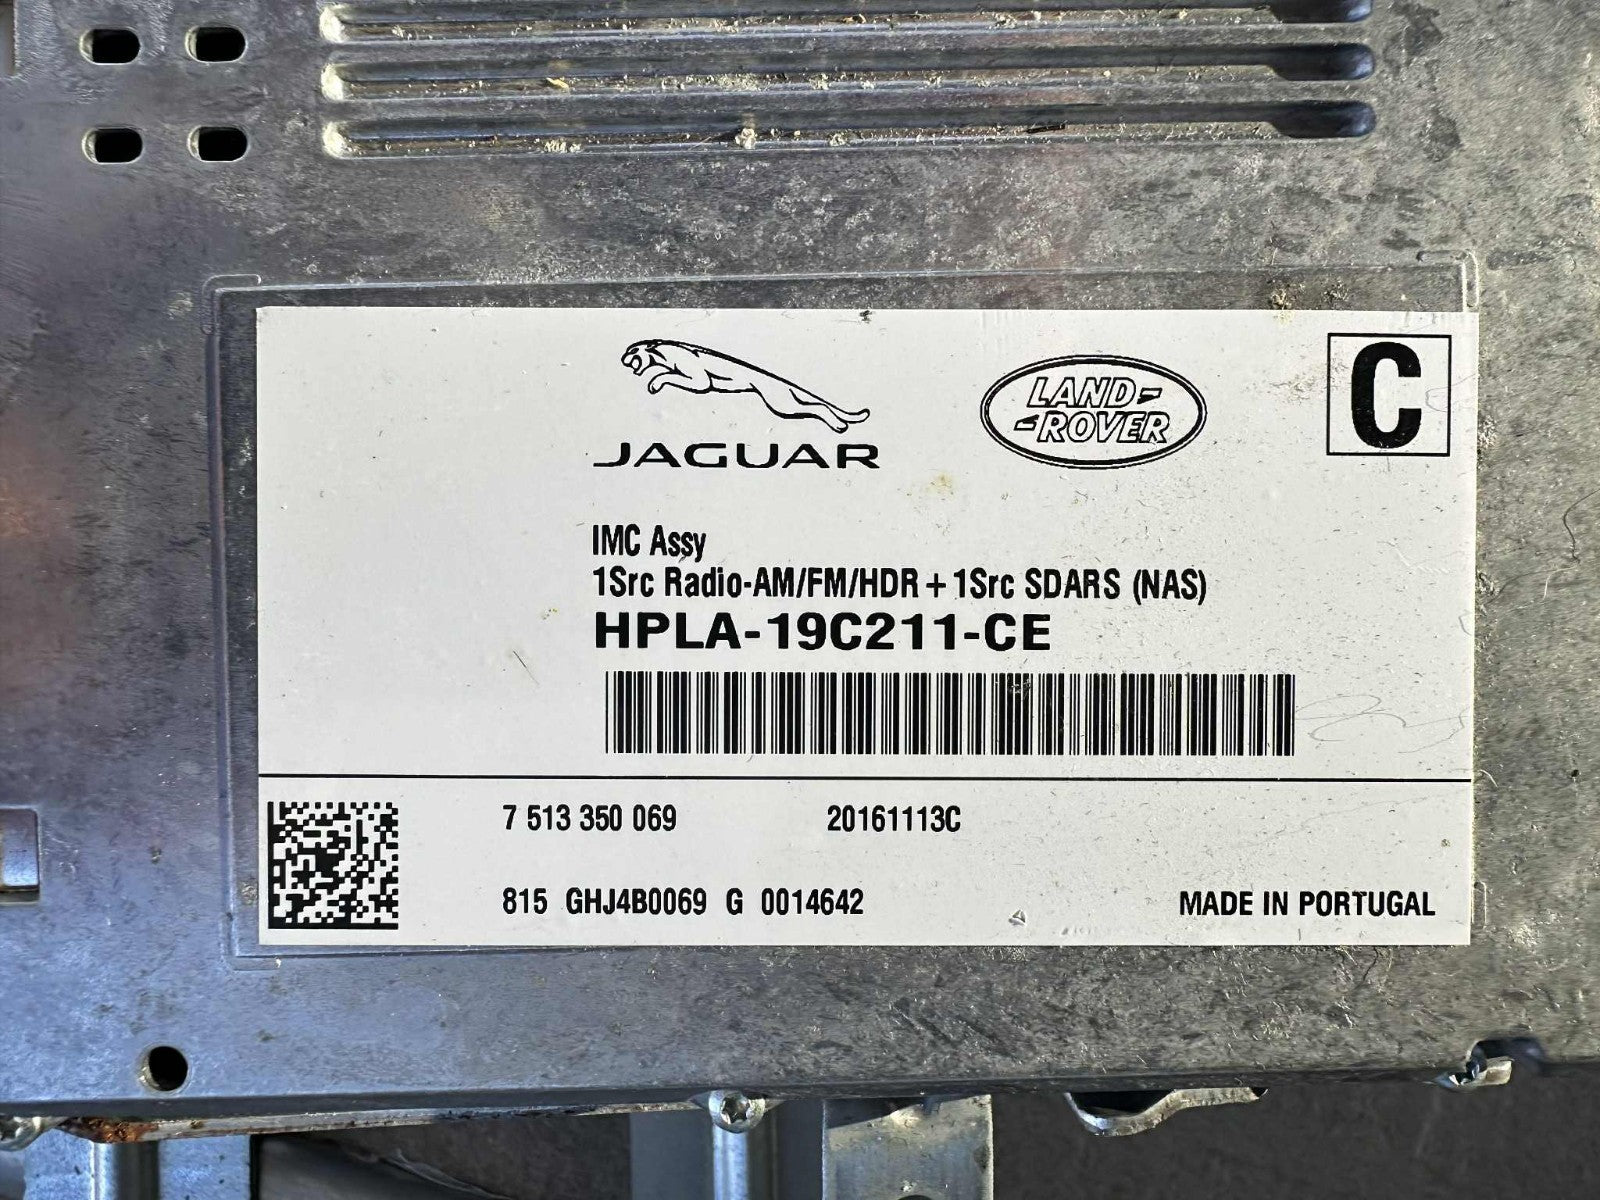 JAGUAR
LAND-
-ROVER
C
IMC Assy
1Src Radio-AM/FM/HDR + 1Src SDARS (NAS)
HPLA-19C211-CE
7 513 350 069 20161113C
815 GHJ4B0069 G 0014642 MADE IN PORTUGAL